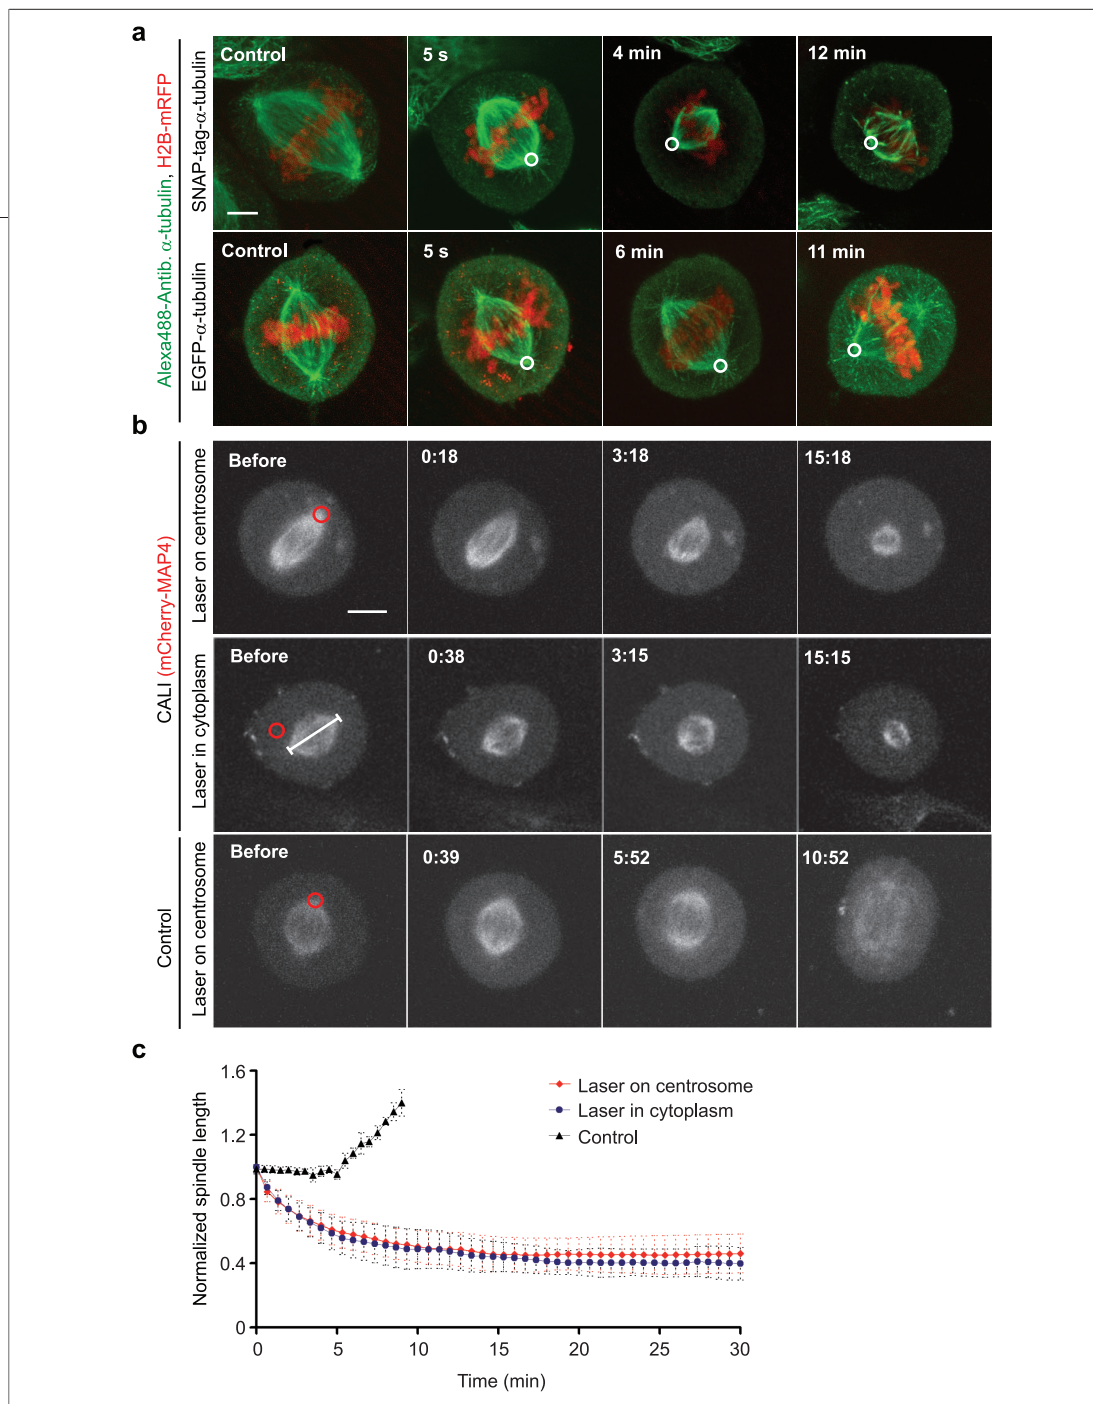 a
Alexa488-Antib. α-tubulin, H2B-mRFP
SNAP-tag-α-tubulin
Control
5 s
4 min
12 min
EGFP-α-tubulin
Control
5 s
6 min
11 min
b
CALI (mCherry-MAP4)
Laser on centrosome
Before
0:18
3:18
15:18
Laser in cytoplasm
Before
0:38
3:15
15:15
Control
Laser on centrosome
Before
0:39
5:52
10:52
c
Normalized spindle length
1.6
1.2
0.8
0.4
0
Laser on centrosome
Laser in cytoplasm
Control
0 5 10 15 20 25 30
Time (min)